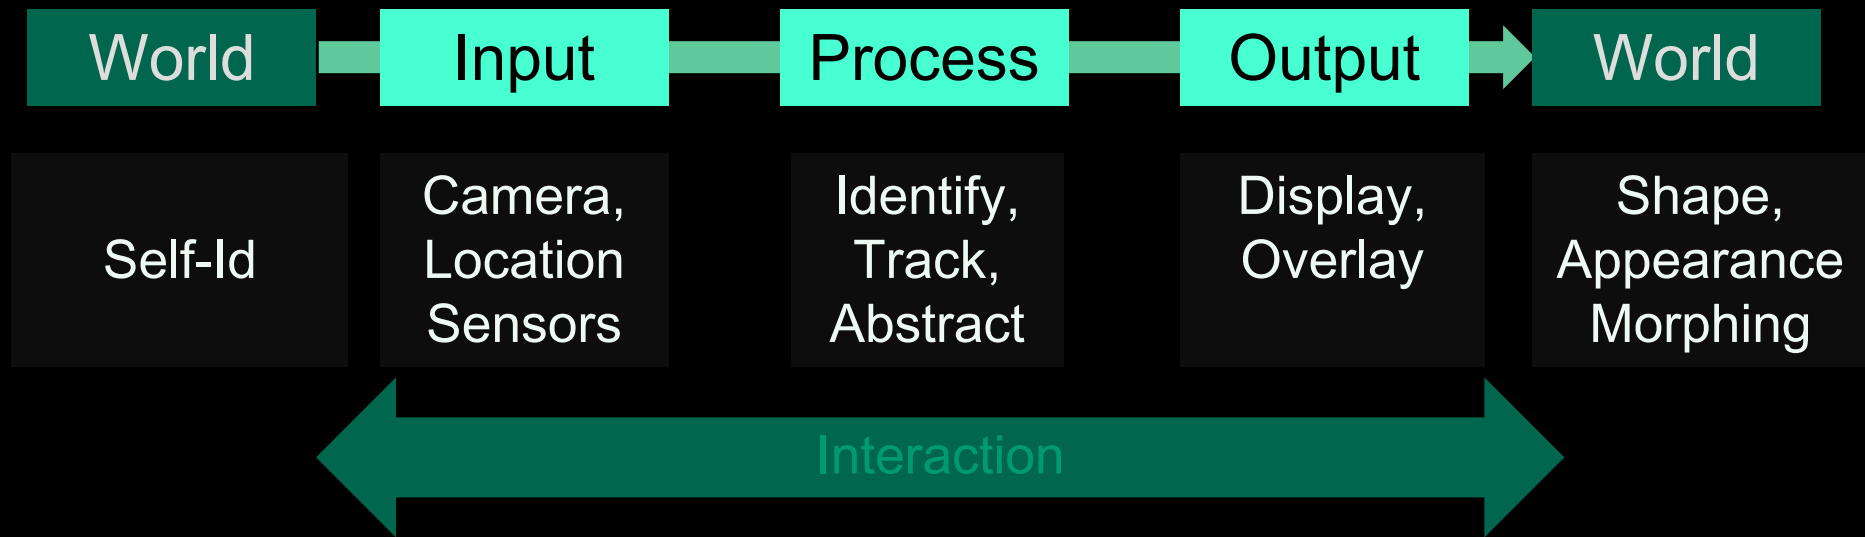 World
Input
Process
Output
World
Self-Id
Camera,
Location
Sensors
Identify,
Track,
Abstract
Display,
Overlay
Shape,
Appearance
Morphing
Interaction